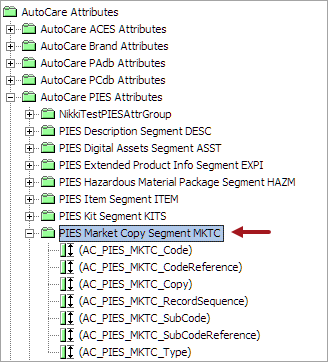 AutoCare Attributes
AutoCare ACES Attributes
AutoCare Brand Attributes
AutoCare PAdb Attributes
AutoCare PCdb Attributes
AutoCare PIES Attributes
NikkiTestPIESAttrGroup
PIES Description Segment DESC
PIES Digital Assets Segment ASST
PIES Extended Product Info Segment EXPI
PIES Hazardous Material Package Segment HAZM
PIES Item Segment ITEM
PIES Kit Segment KITS
PIES Market Copy Segment MKTC
(AC_PIES_MKTC_Code)
(AC_PIES_MKTC_CodeReference)
(AC_PIES_MKTC_Copy)
(AC_PIES_MKTC_RecordSequence)
(AC_PIES_MKTC_SubCode)
(AC_PIES_MKTC_SubCodeReference)
(AC_PIES_MKTC_Type)